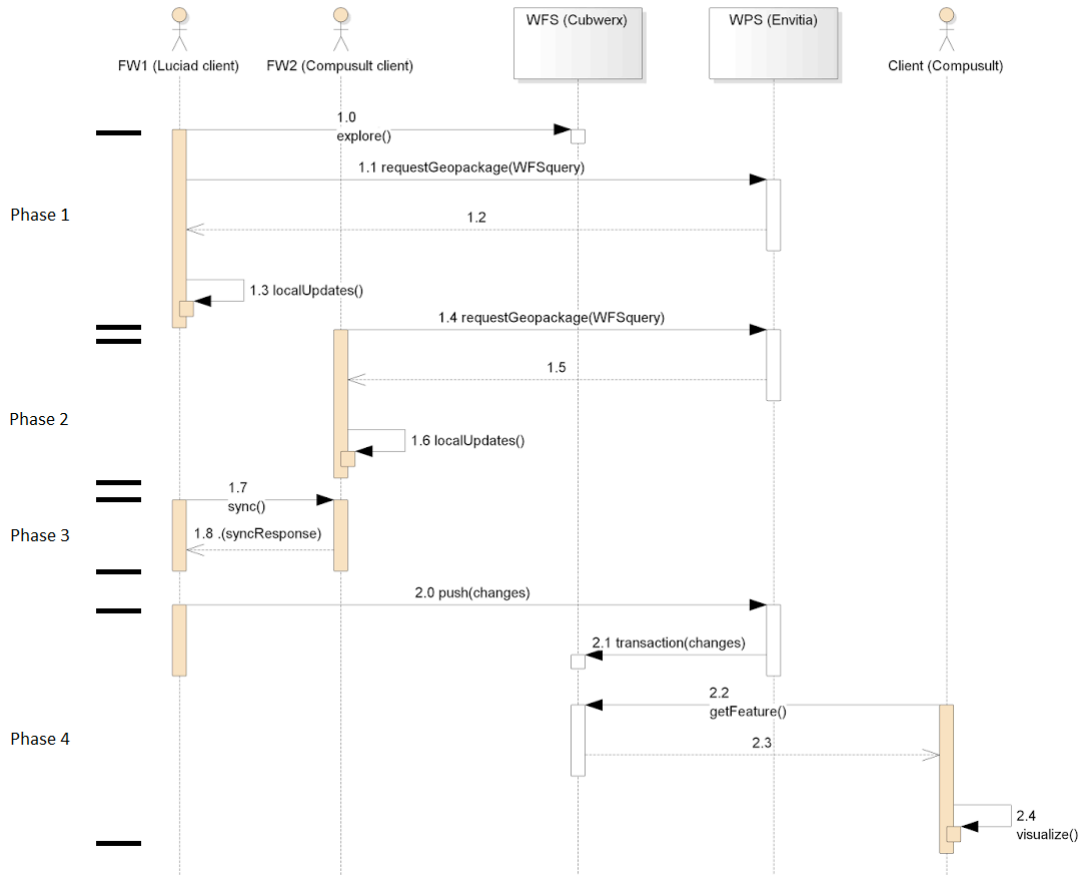 FW1 (Luciad client)
FW2 (Compusult client)
WFS (Cubwerx)
WPS (Envitia)
Client (Compusult)
1.0
explore()
1.1 requestGeopackage(WFSquery)
Phase 1
1.2
1.3 localUpdates()
1.4 requestGeopackage(WFSquery)
1.5
Phase 2
1.6 localUpdates()
1.7
sync()
Phase 3
1.8 .(syncResponse)
2.0 push(changes)
2.1 transaction(changes)
2.2
getFeature()
Phase 4
2.3
2.4
visualize()